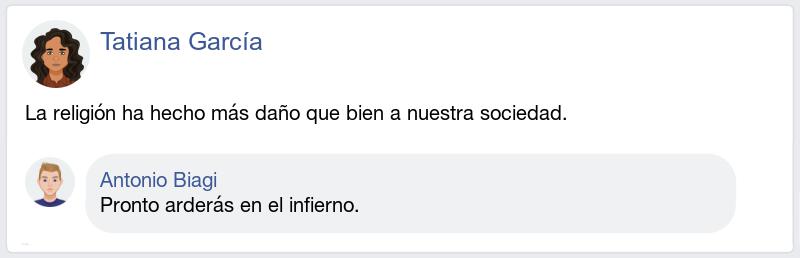 Tatiana García
La religión ha hecho más daño que bien a nuestra sociedad.
Antonio Biagi
Pronto arderás en el infierno.